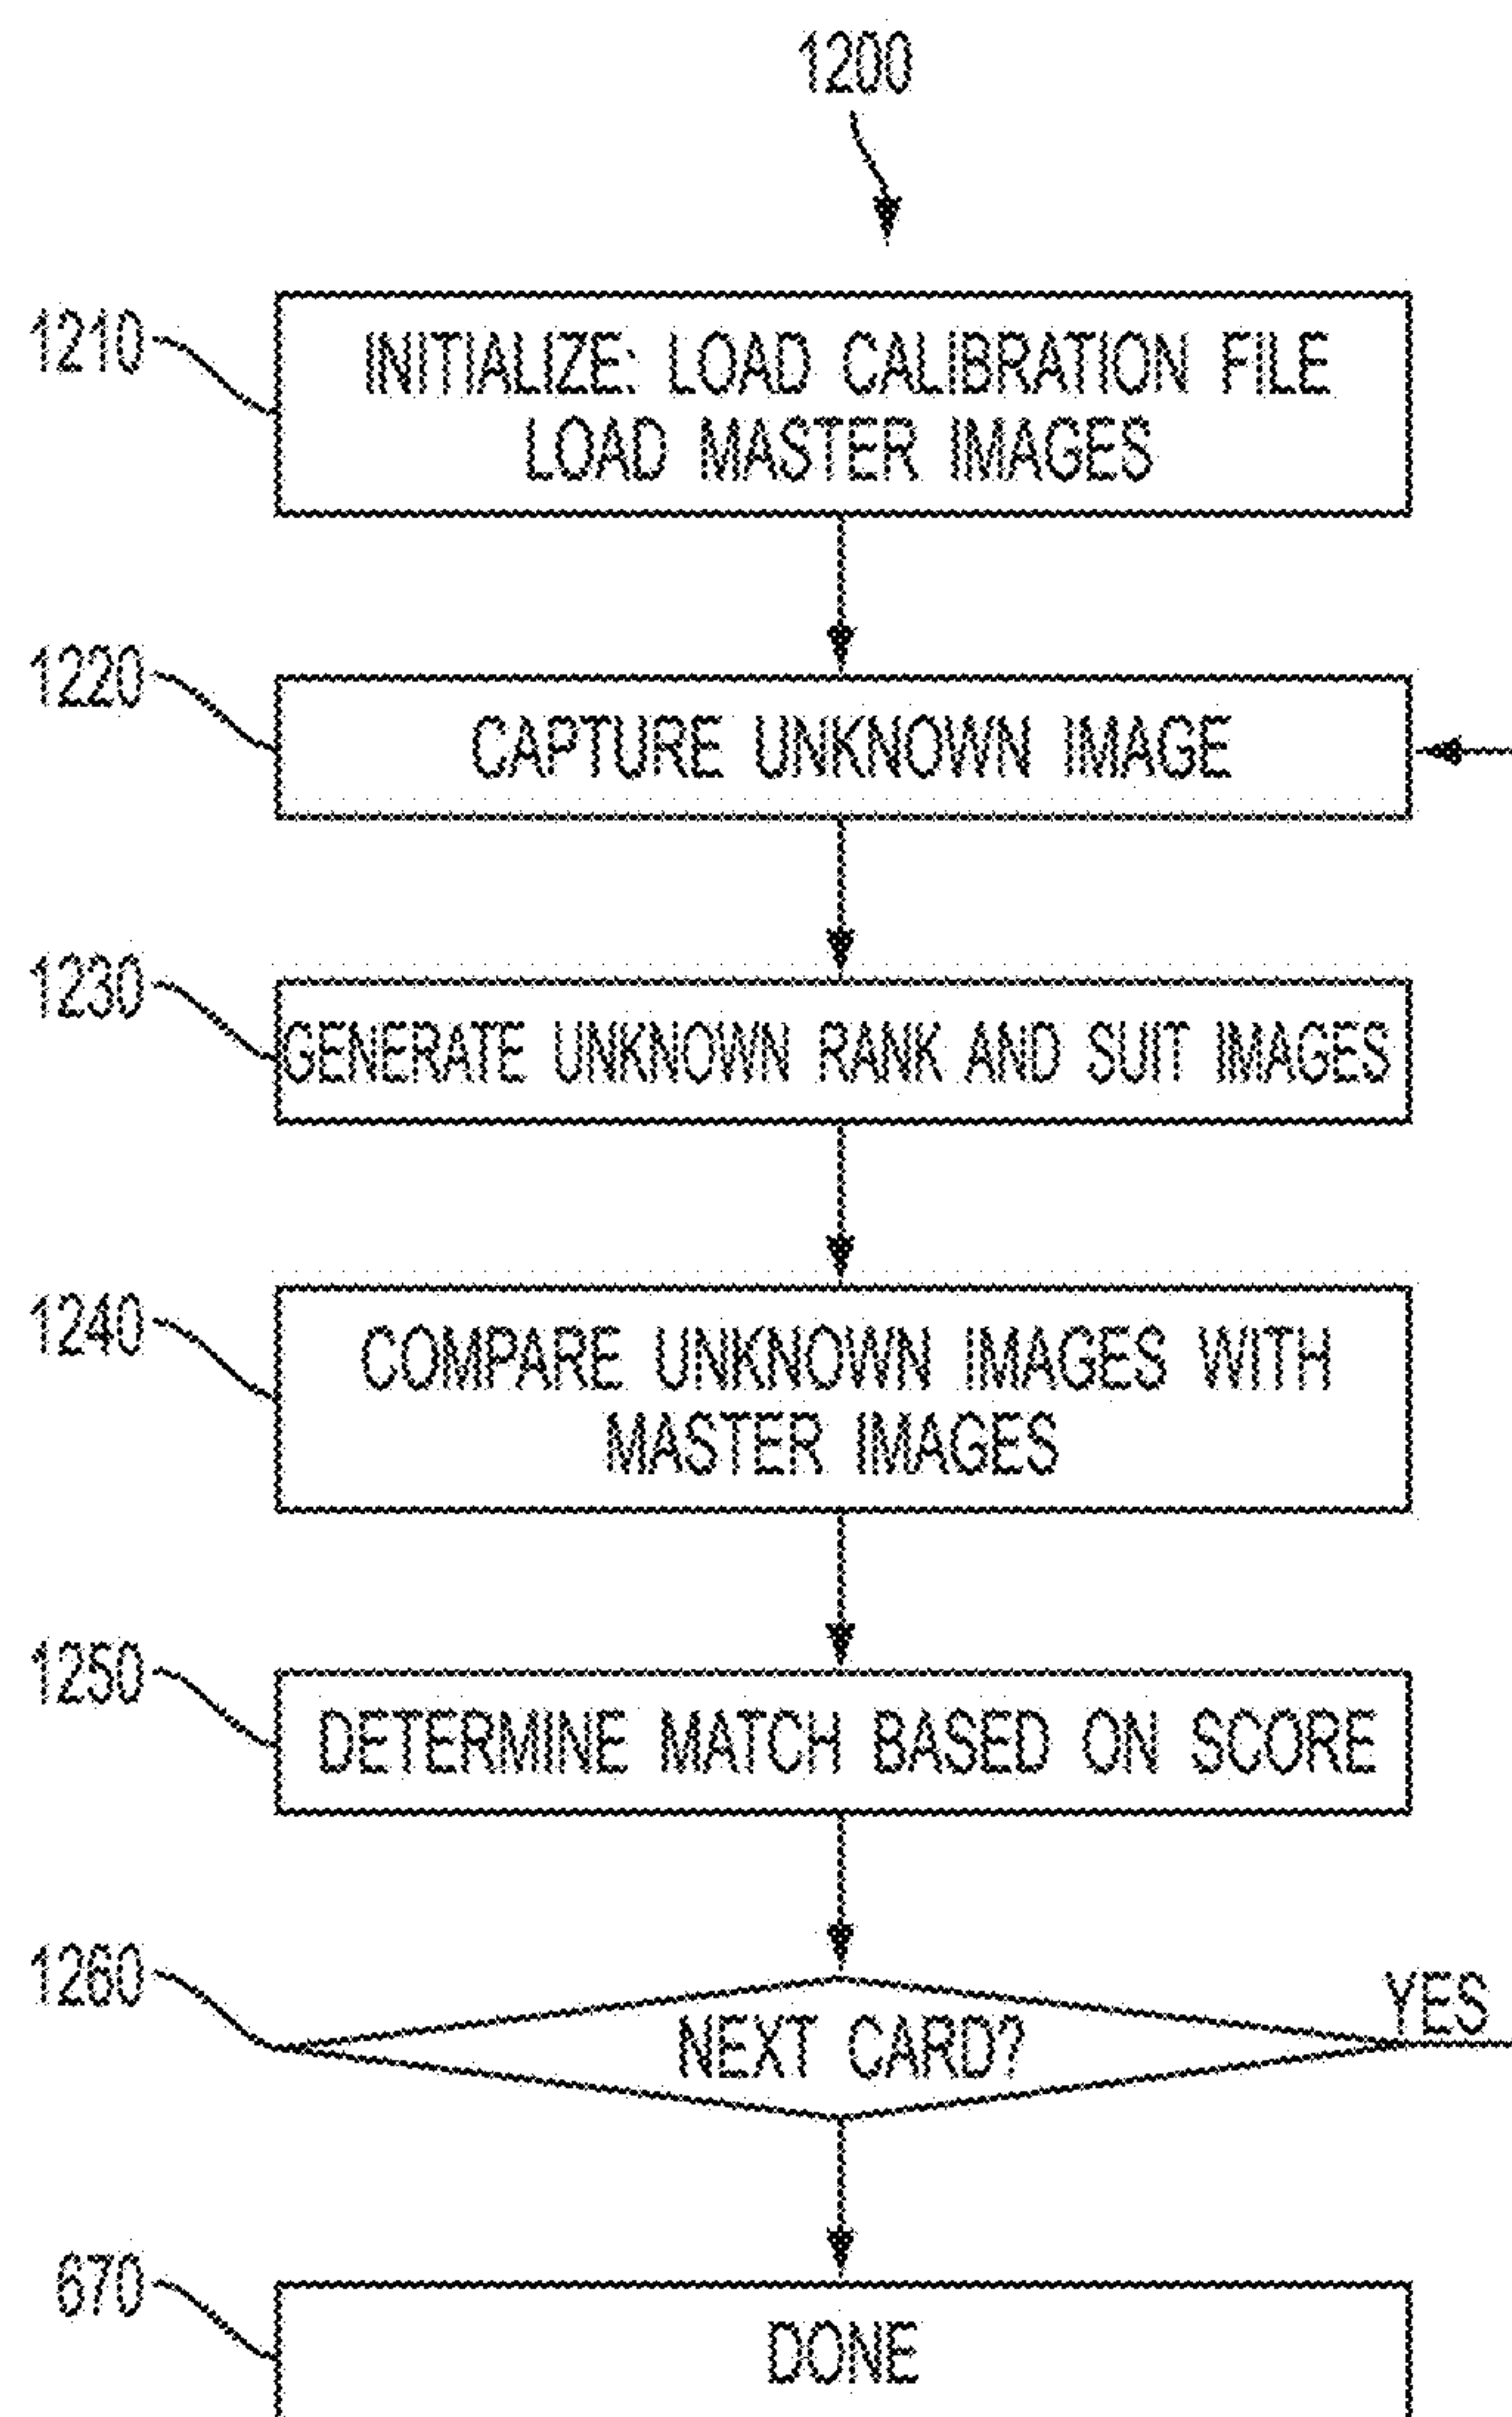 1200
1210
INITIALIZE: LOAD CALIBRATION FILE
LOAD MASTER IMAGES
1220
CAPTURE UNKNOWN IMAGE
1230
GENERATE UNKNOWN RANK AND SUIT IMAGES
1240
COMPARE UNKNOWN IMAGES WITH
MASTER IMAGES
1250
DETERMINE MATCH BASED ON SCORE
1260
NEXT CARD?
YES
670
DONE